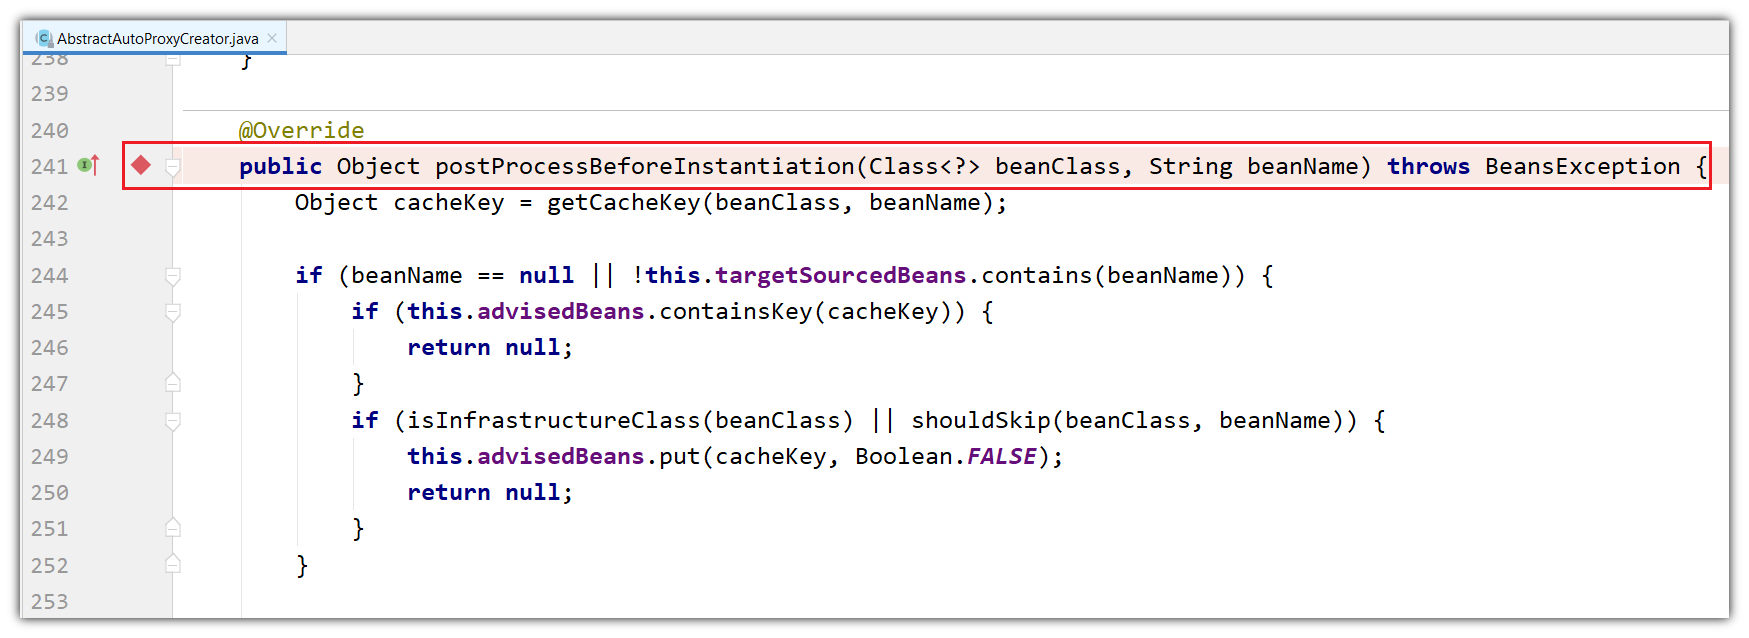 AbstractAutoProxyCreator.java
238 }
239
240 @Override
241 public Object postProcessBeforeInstantiation(Class<?> beanClass, String beanName) throws BeansException {
242 Object cacheKey = getCacheKey(beanClass, beanName);
243
244 if (beanName == null || !this.targetSourcedBeans.contains(beanName)) {
245 if (this.advisedBeans.containsKey(cacheKey)) {
246 return null;
247 }
248 if (isInfrastructureClass(beanClass) || shouldSkip(beanClass, beanName)) {
249 this.advisedBeans.put(cacheKey, Boolean.FALSE);
250 return null;
251 }
252 }
253